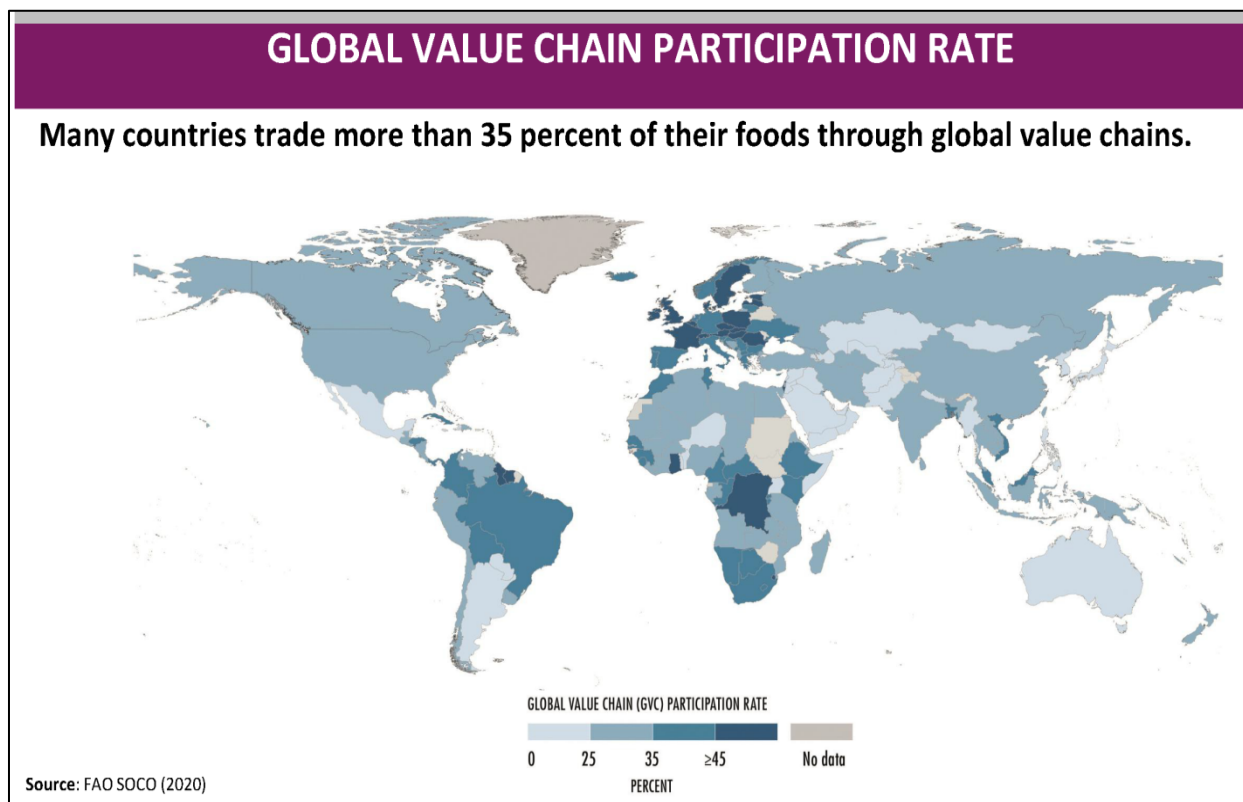 GLOBAL VALUE CHAIN PARTICIPATION RATE
Many countries trade more than 35 percent of their foods through global value chains.
GLOBAL VALUE CHAIN (GVC) PARTICIPATION RATE
0 25 35 ≥45 No data
PERCENT
Source: FAO SOCO (2020)